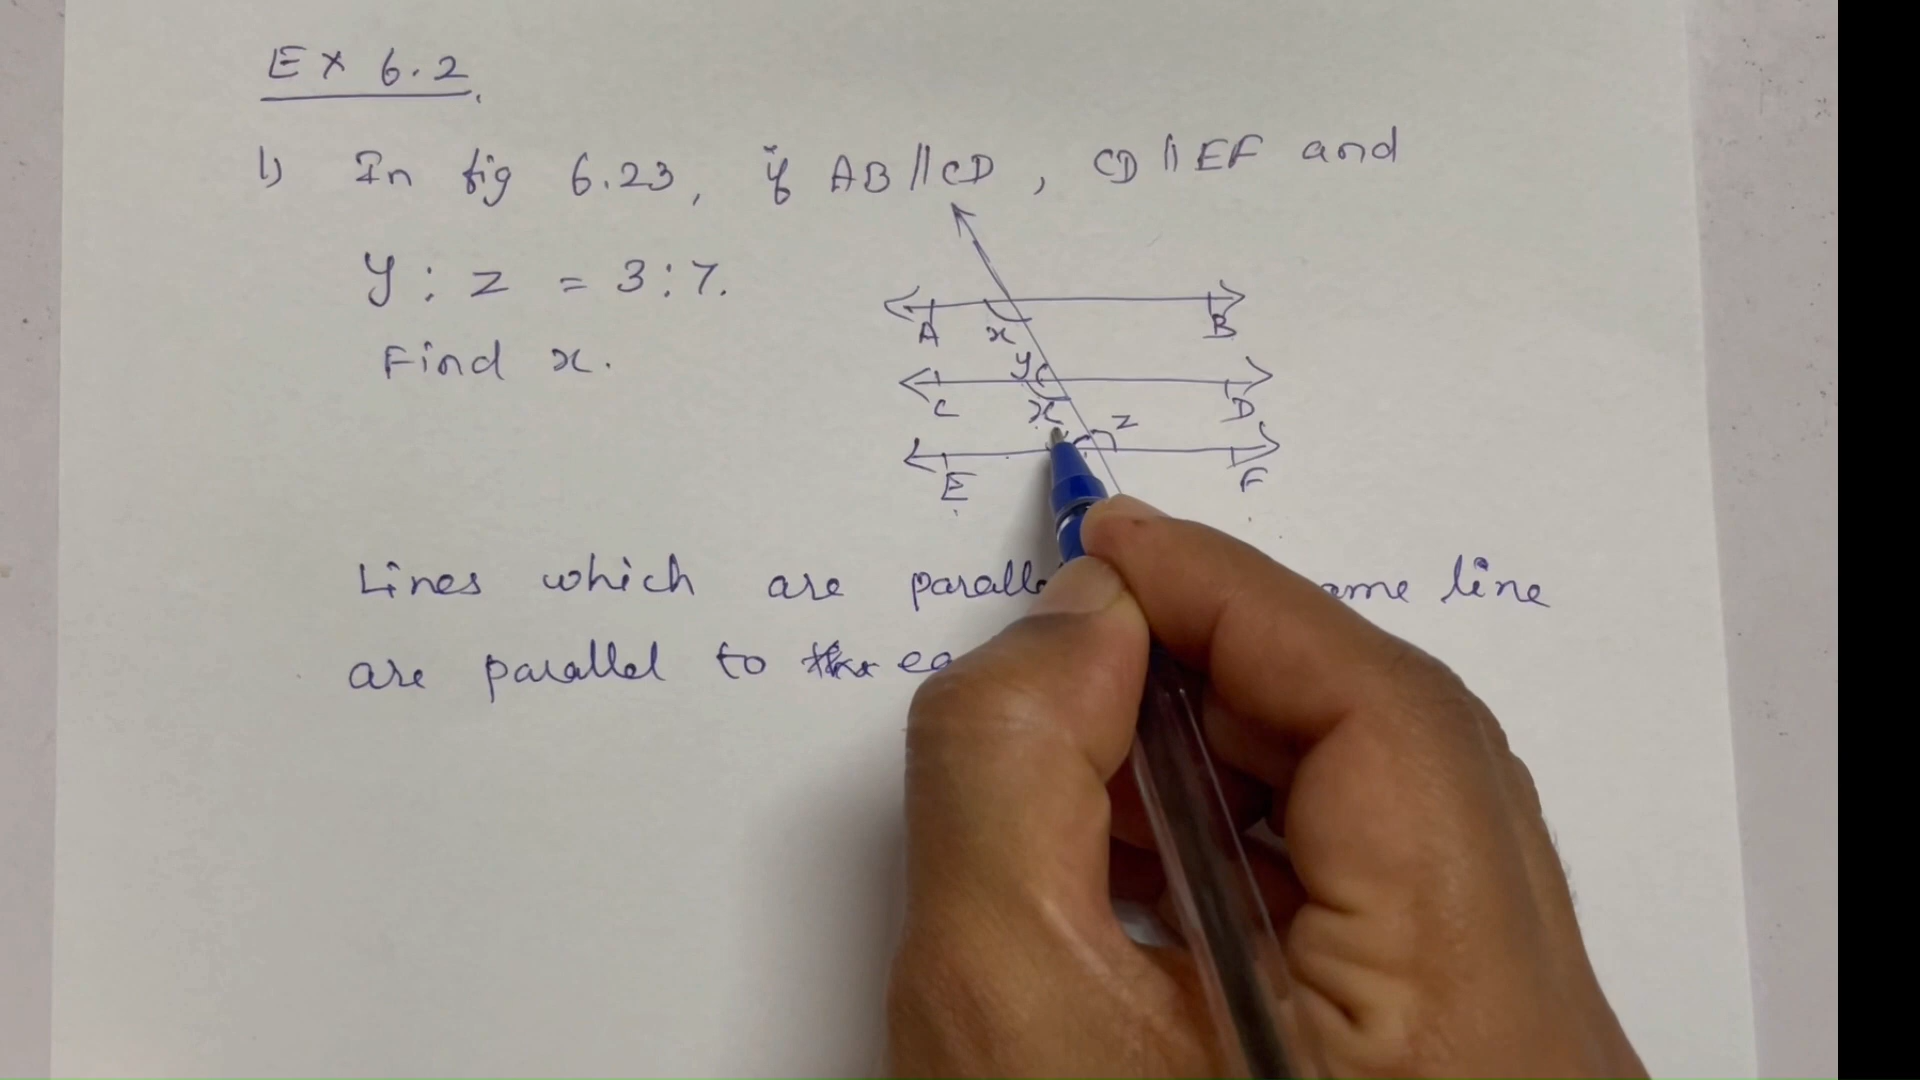 Ex 6.2.
1) In fig 6.23, if AB || CD, CD || EF and
y : z = 3 : 7.
Find x.
A x B
y
C x D
z
E F
Lines which are line
are parallel to